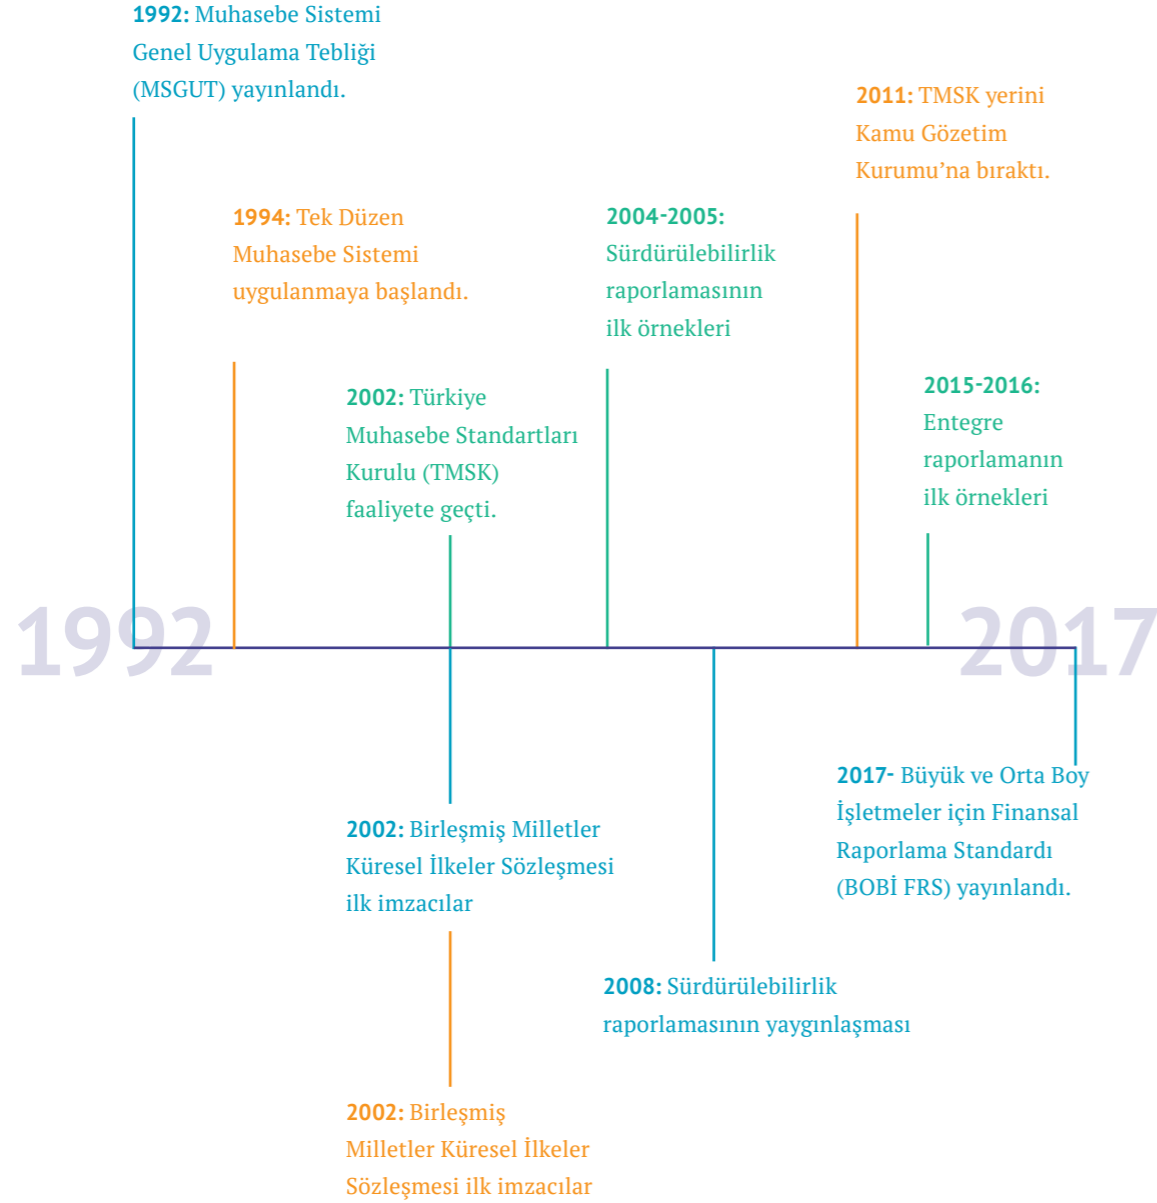 1992: Muhasebe Sistemi
Genel Uygulama Tebliği
(MSGUT) yayınlandı.
2011: TMSK yerini
Kamu Gözetim
Kurumu’na bıraktı.
1994: Tek Düzen
Muhasebe Sistemi
uygulanmaya başlandı.
2004-2005:
Sürdürülebilirlik
raporlamasının
ilk örnekleri
2002: Türkiye
Muhasebe Standartları
Kurulu (TMSK)
faaliyete geçti.
2015-2016:
Entegre
raporlamanın
ilk örnekleri
1992
2017
2002: Birleşmiş Milletler
Küresel İlkeler Sözleşmesi
ilk imzacılar
2017- Büyük ve Orta Boy
İşletmeler için Finansal
Raporlama Standardı
(BOBİ FRS) yayınlandı.
2008: Sürdürülebilirlik
raporlamasının yaygınlaşması
2002: Birleşmiş
Milletler Küresel İlkeler
Sözleşmesi ilk imzacılar